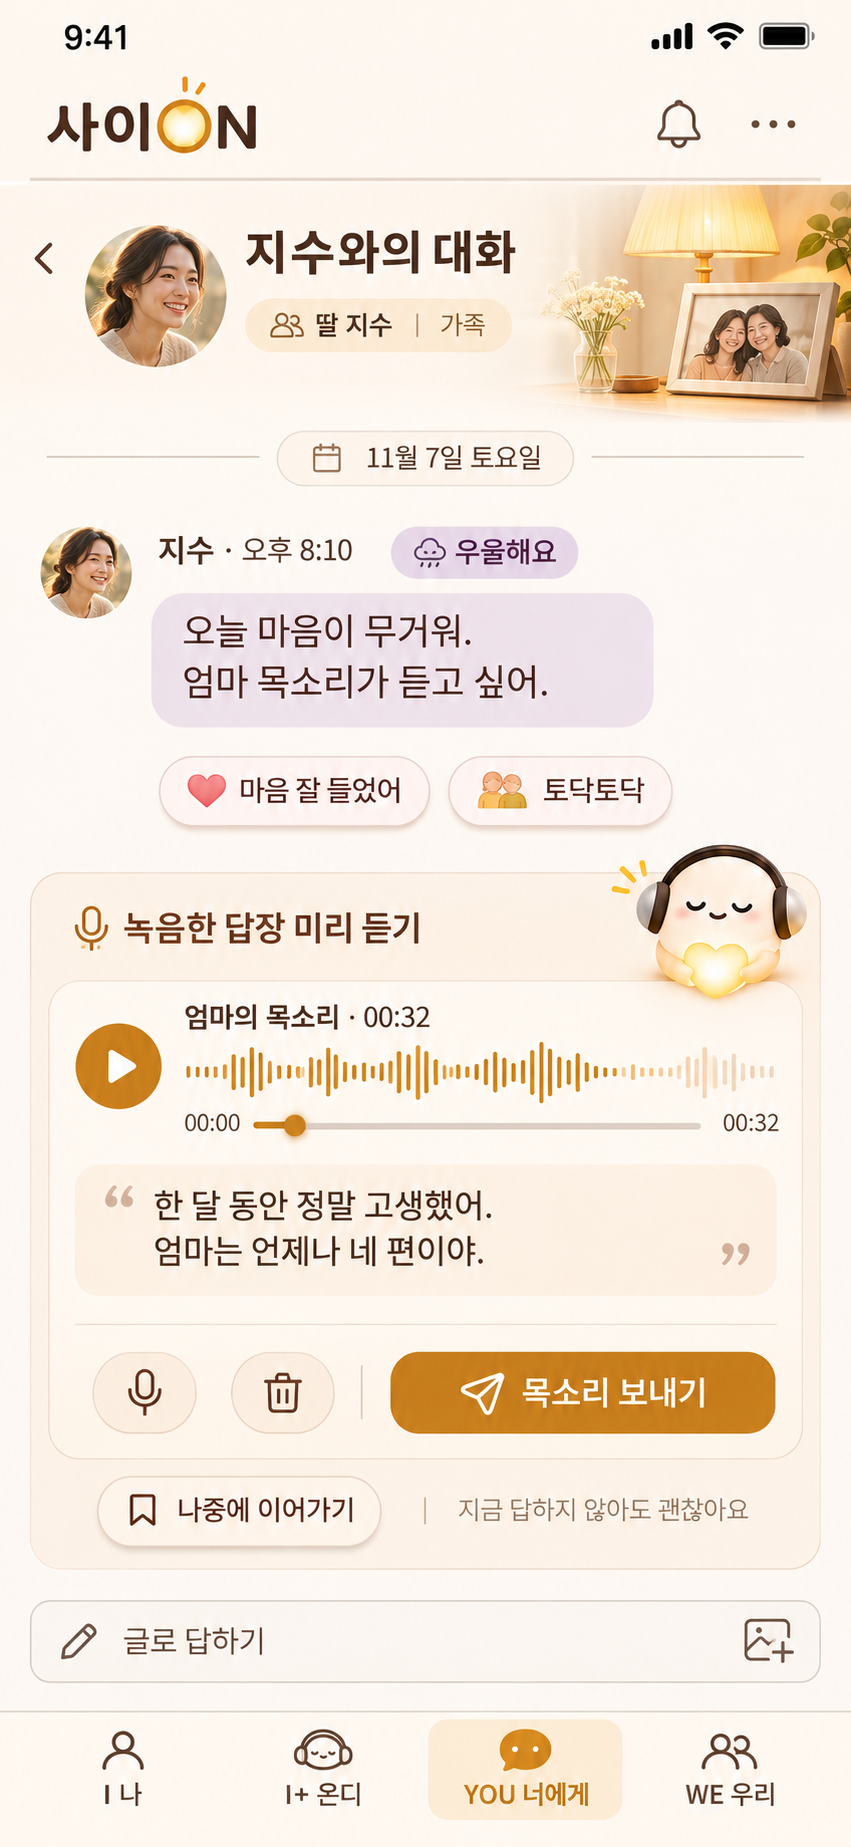 9:41
사이ON
지수와의 대화
딸 지수 | 가족
11월 7일 토요일
지수 · 오후 8:10
우울해요
오늘 마음이 무거워.
엄마 목소리가 듣고 싶어.
마음 잘 들었어
토닥토닥
녹음한 답장 미리 듣기
엄마의 목소리 · 00:32
00:00
00:32
“ 한 달 동안 정말 고생했어.
엄마는 언제나 네 편이야. ”
목소리 보내기
나중에 이어가기 | 지금 답하지 않아도 괜찮아요
글로 답하기
I 나
I+ 온디
YOU 너에게
WE 우리